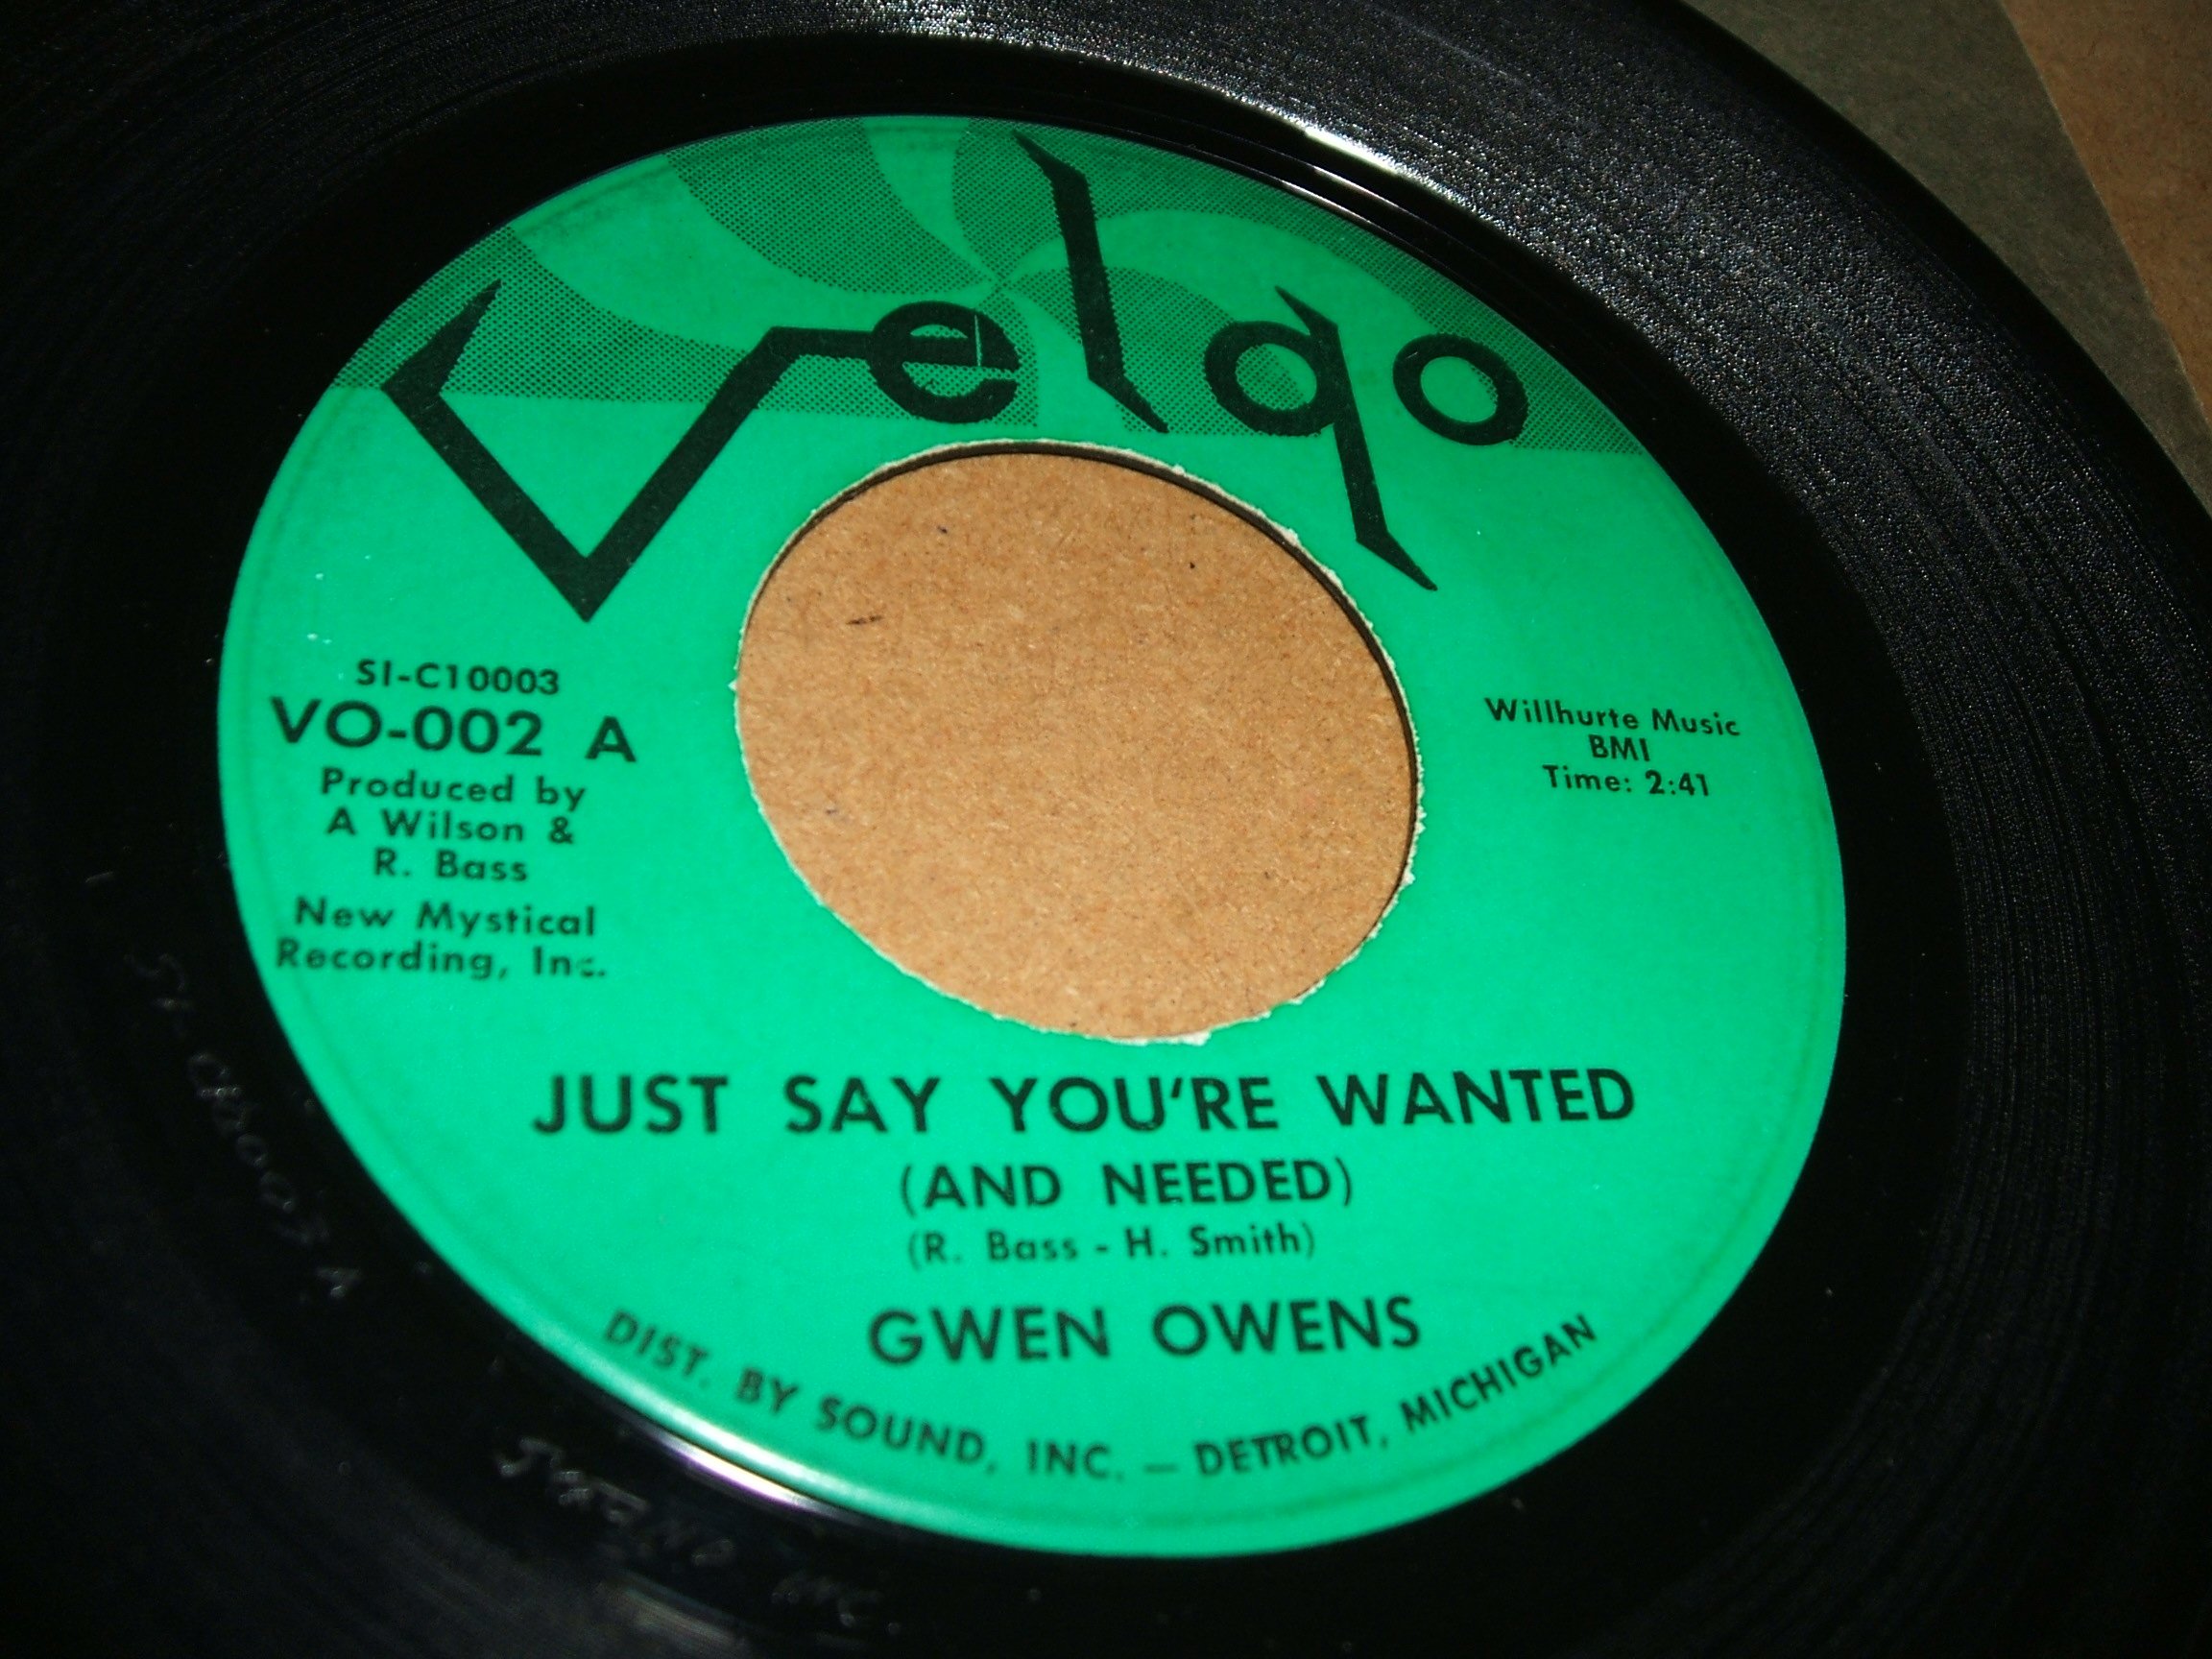 Velqo
SI-C10003
VO-002 A
Produced by
A Wilson &
R. Bass
New Mystical
Recording, Inc.
Willhurte Music
BMI
Time: 2:41
JUST SAY YOU'RE WANTED
(AND NEEDED)
(R. Bass - H. Smith)
GWEN OWENS
DIST. BY SOUND, INC. — DETROIT, MICHIGAN